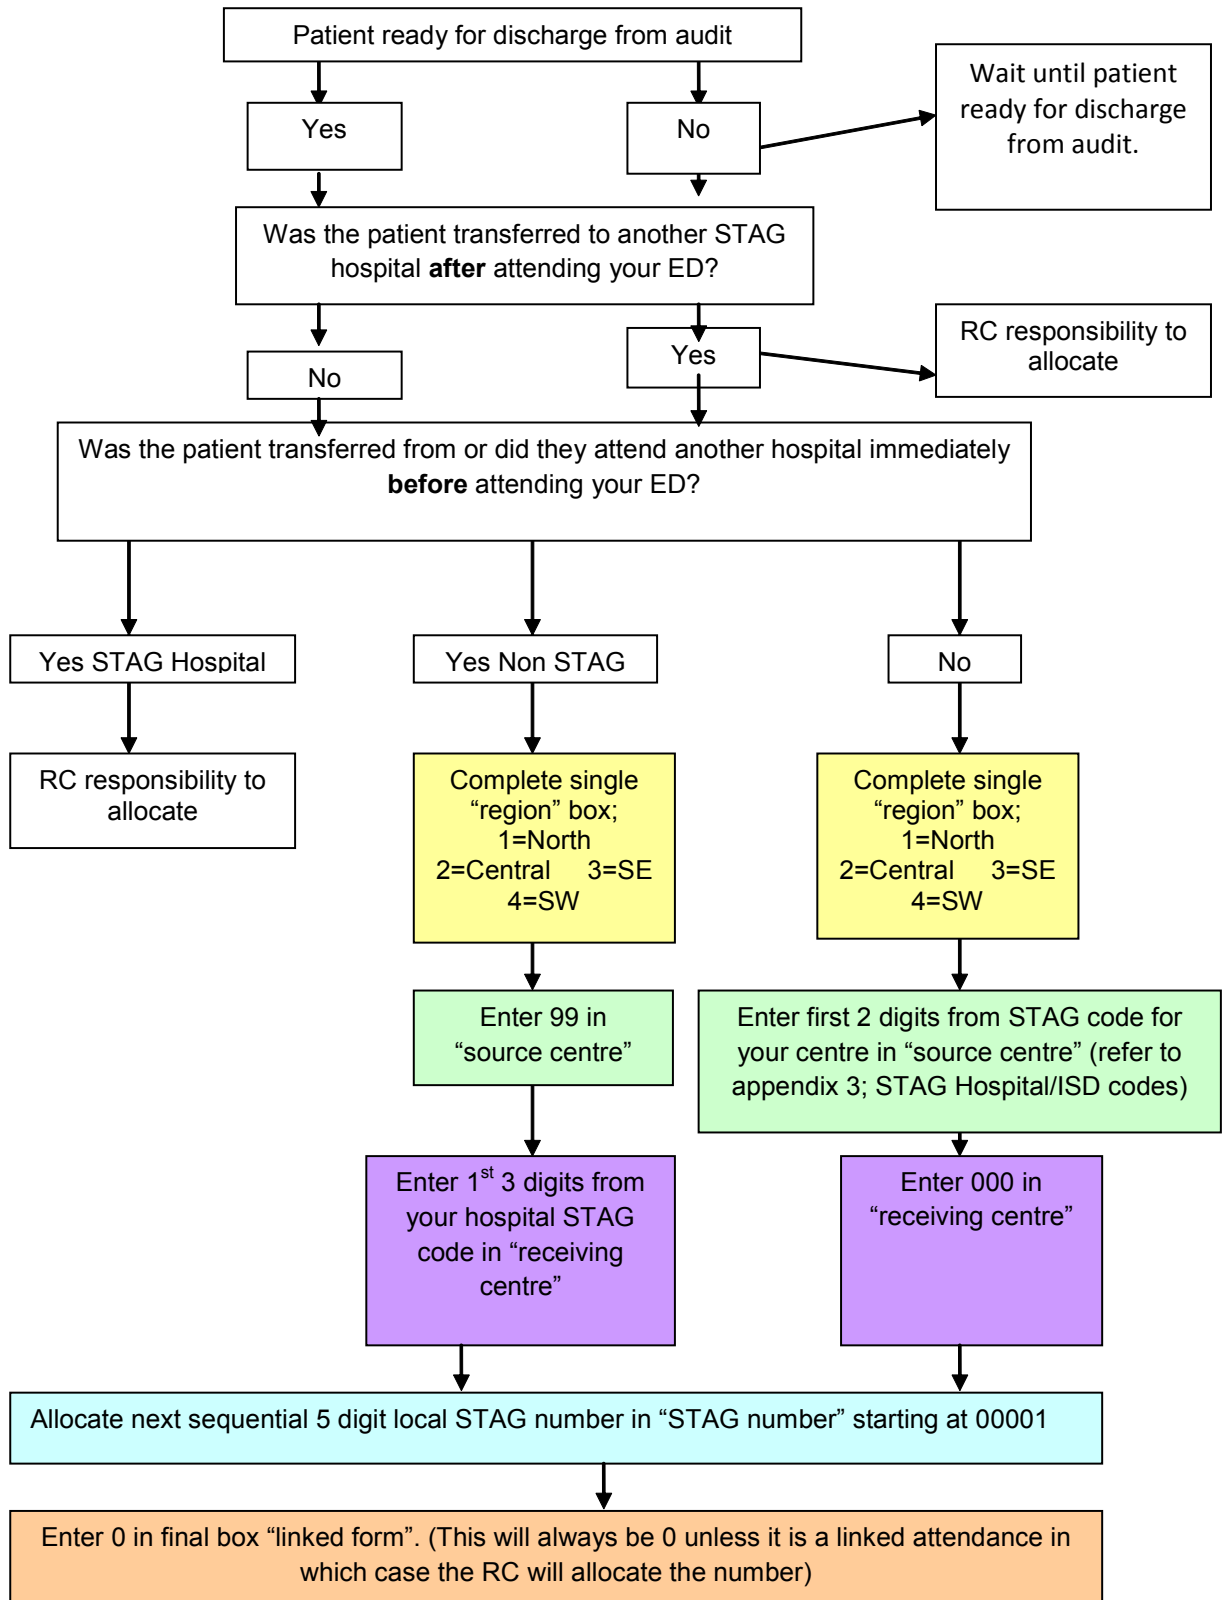 Patient ready for discharge from audit
Wait until patient
ready for discharge
from audit.
Yes
No
Was the patient transferred to another STAG
hospital after attending your ED?
RC responsibility to
allocate
No
Yes
Was the patient transferred from or did they attend another hospital immediately
before attending your ED?
Yes STAG Hospital
Yes Non STAG
No
RC responsibility to
allocate
Complete single
“region” box;
1=North
2=Central 3=SE
4=SW
Complete single
“region” box;
1=North
2=Central 3=SE
4=SW
Enter 99 in
“source centre”
Enter first 2 digits from STAG code for
your centre in “source centre” (refer to
appendix 3; STAG Hospital/ISD codes)
Enter 1st 3 digits from
your hospital STAG
code in “receiving
centre”
Enter 000 in
“receiving centre”
Allocate next sequential 5 digit local STAG number in “STAG number” starting at 00001
Enter 0 in final box “linked form”. (This will always be 0 unless it is a linked attendance in
which case the RC will allocate the number)